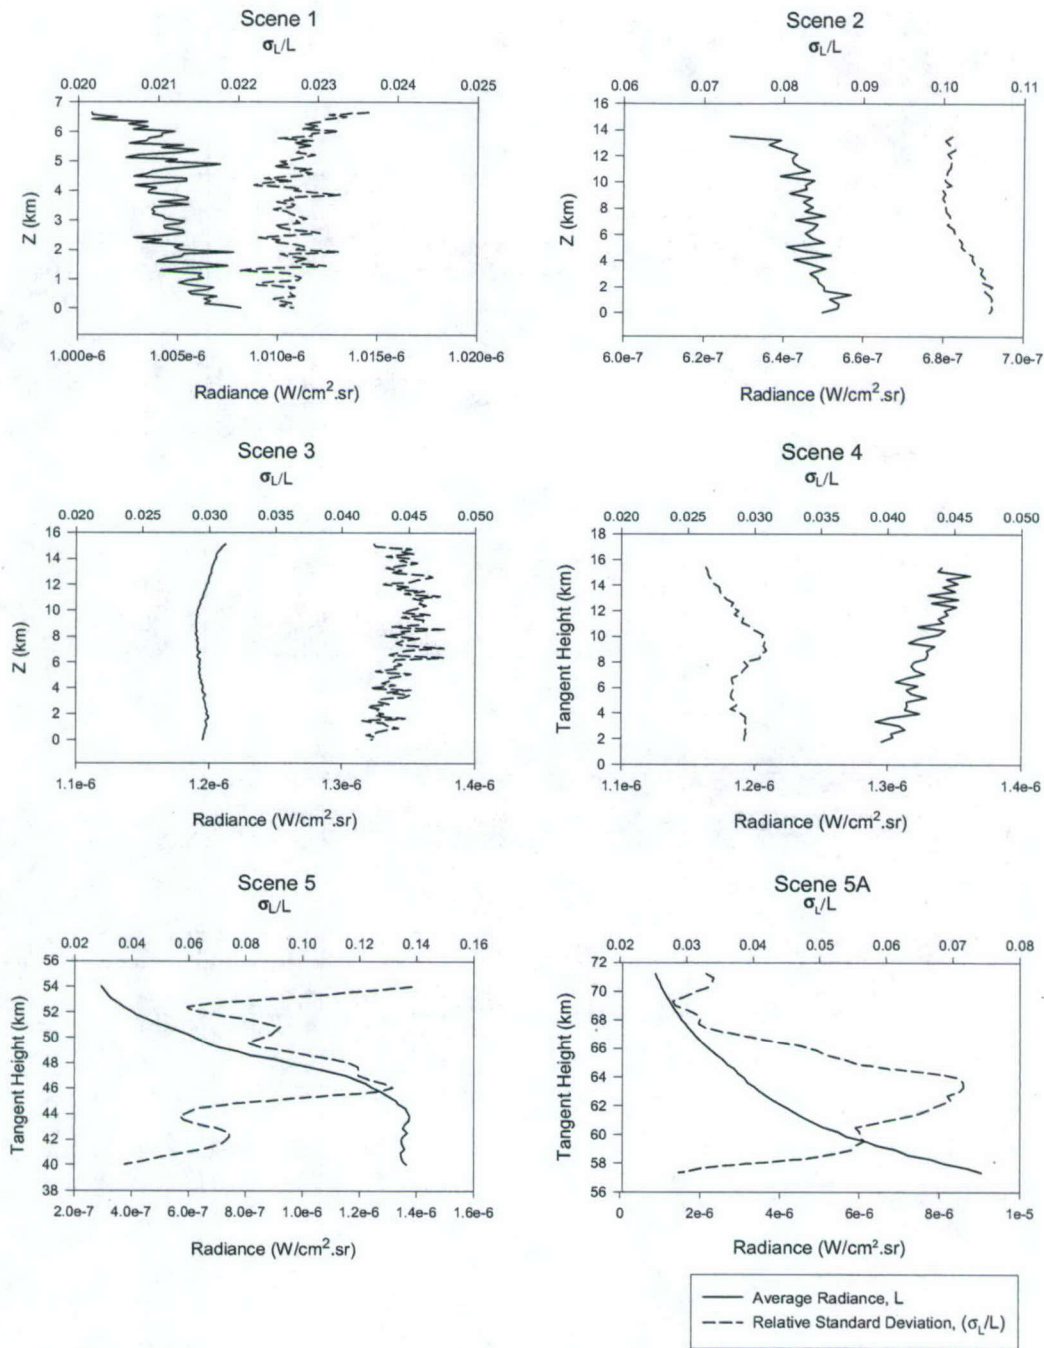 Scene 1
σL/L
0.020 0.021 0.022 0.023 0.024 0.025
7
6
5
4
3
2
1
0
Z (km)
1.000e-6 1.005e-6 1.010e-6 1.015e-6 1.020e-6
Radiance (W/cm².sr)
Scene 2
σL/L
0.06 0.07 0.08 0.09 0.10 0.11
16
14
12
10
8
6
4
2
0
Z (km)
6.0e-7 6.2e-7 6.4e-7 6.6e-7 6.8e-7 7.0e-7
Radiance (W/cm².sr)
Scene 3
σL/L
0.020 0.025 0.030 0.035 0.040 0.045 0.050
16
14
12
10
8
6
4
2
0
Z (km)
1.1e-6 1.2e-6 1.3e-6 1.4e-6
Radiance (W/cm².sr)
Scene 4
σL/L
0.020 0.025 0.030 0.035 0.040 0.045 0.050
18
16
14
12
10
8
6
4
2
0
Tangent Height (km)
1.1e-6 1.2e-6 1.3e-6 1.4e-6
Radiance (W/cm².sr)
Scene 5
σL/L
0.02 0.04 0.06 0.08 0.10 0.12 0.14 0.16
56
54
52
50
48
46
44
42
40
38
Tangent Height (km)
2.0e-7 4.0e-7 6.0e-7 8.0e-7 1.0e-6 1.2e-6 1.4e-6 1.6e-6
Radiance (W/cm².sr)
Scene 5A
σL/L
0.02 0.03 0.04 0.05 0.06 0.07 0.08
72
70
68
66
64
62
60
58
56
Tangent Height (km)
0 2e-6 4e-6 6e-6 8e-6 1e-5
Radiance (W/cm².sr)
Average Radiance, L
Relative Standard Deviation, (σL/L)